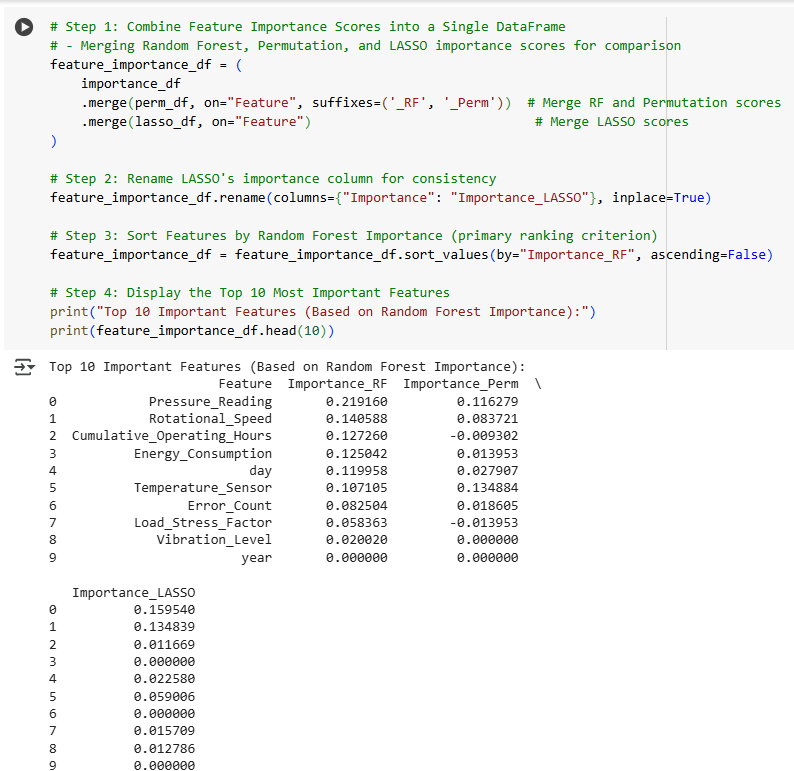 # Step 1: Combine Feature Importance Scores into a Single DataFrame
# - Merging Random Forest, Permutation, and LASSO importance scores for comparison
feature_importance_df = (
    importance_df
    .merge(perm_df, on="Feature", suffixes=('_RF', '_Perm'))  # Merge RF and Permutation scores
    .merge(lasso_df, on="Feature")                            # Merge LASSO scores
)
# Step 2: Rename LASSO's importance column for consistency
feature_importance_df.rename(columns={"Importance": "Importance_LASSO"}, inplace=True)
# Step 3: Sort Features by Random Forest Importance (primary ranking criterion)
feature_importance_df = feature_importance_df.sort_values(by="Importance_RF", ascending=False)
# Step 4: Display the Top 10 Most Important Features
print("Top 10 Important Features (Based on Random Forest Importance):")
print(feature_importance_df.head(10))
Top 10 Important Features (Based on Random Forest Importance):
                      Feature  Importance_RF  Importance_Perm  \
0            Pressure_Reading       0.219160         0.116279
1            Rotational_Speed       0.140588         0.083721
2  Cumulative_Operating_Hours       0.127260        -0.009302
3          Energy_Consumption       0.125042         0.013953
4                         day       0.119958         0.027907
5          Temperature_Sensor       0.107105         0.134884
6                 Error_Count       0.082504         0.018605
7          Load_Stress_Factor       0.058363        -0.013953
8             Vibration_Level       0.020020         0.000000
9                        year       0.000000         0.000000
   Importance_LASSO
0          0.159540
1          0.134839
2          0.011669
3          0.000000
4          0.022580
5          0.059006
6          0.000000
7          0.015709
8          0.012786
9          0.000000